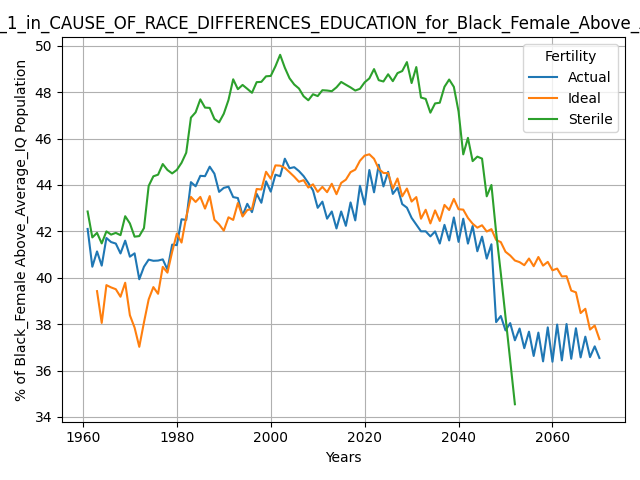 _1_in_CAUSE_OF_RACE_DIFFERENCES_EDUCATION_for_Black_Female_Above_
% of Black_Female Above_Average_IQ Population
50
48
46
44
42
40
38
36
34
1960
1980
2000
2020
2040
2060
Years
Fertility
Actual
Ideal
Sterile